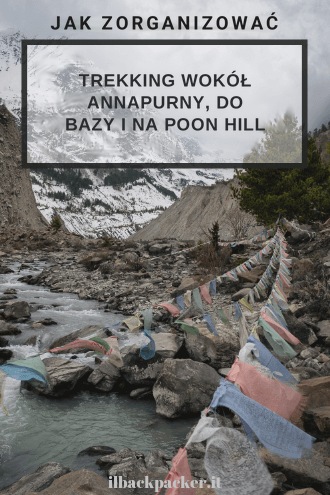 JAK ZORGANIZOWAĆ
TREKKING WOKÓŁ
ANNAPURNY, DO
BAZY I NA POON HILL
ilbackpacker.it